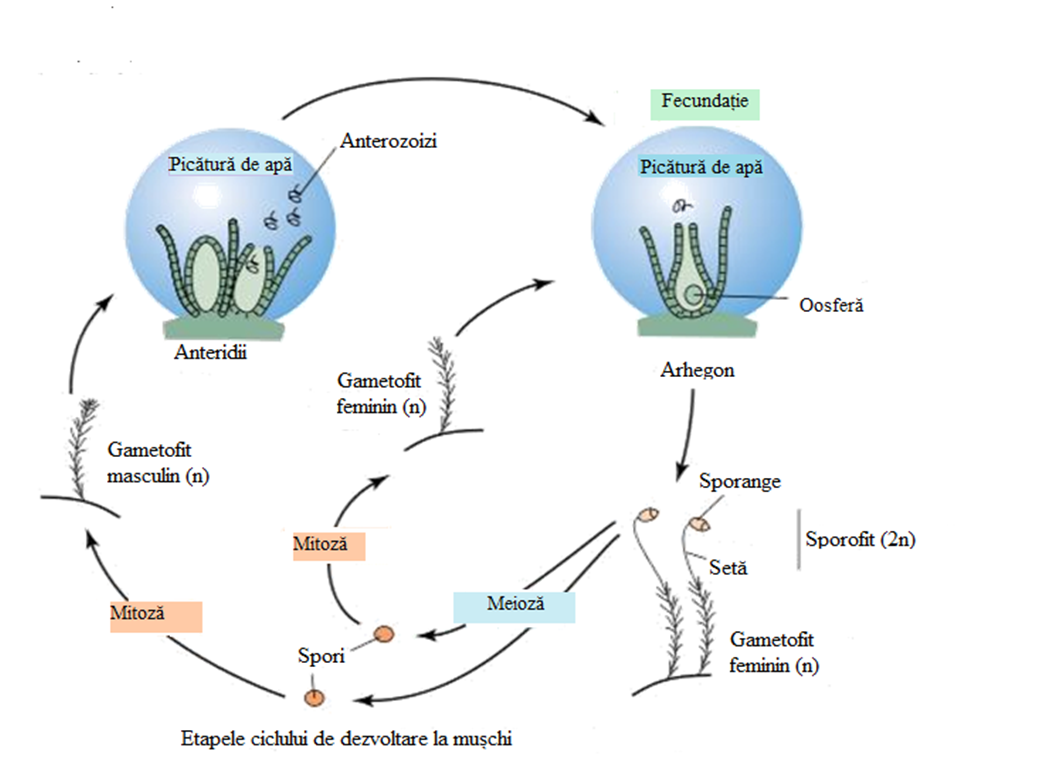 Fecundație
Anterozoizi
Picătură de apă
Picătură de apă
Oosferă
Anteridii
Arhegon
Gametofit
feminin (n)
Gametofit
masculin (n)
Sporange
Sporofit (2n)
Setă
Mitoză
Meioză
Mitoză
Gametofit
feminin (n)
Spori
Etapele ciclului de dezvoltare la mușchi